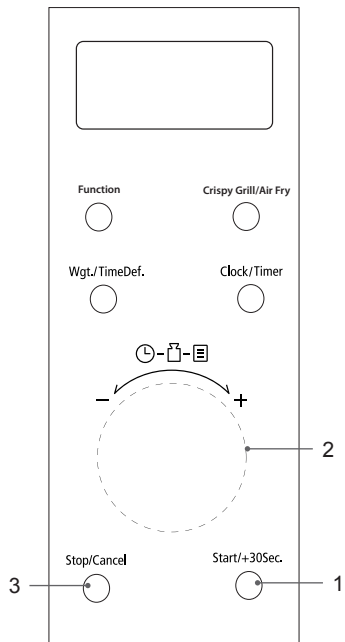 Function Crispy Grill/Air Fry
Wgt./TimeDef. Clock/Timer
− +
2
Stop/Cancel Start/+30Sec.
3 1